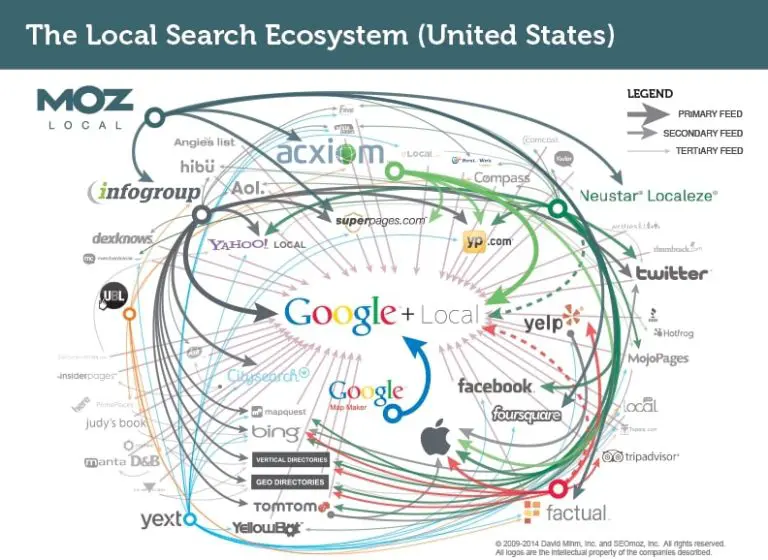 The Local Search Ecosystem (United States)
MOZ
LOCAL
LEGEND
PRIMARY FEED
SECONDARY FEED
TERTIARY FEED
Angie's list
hibü
acxiom
Local
Compass
infogroup
Aol.
superpages.com
Neustar® Localeze®
dexknows
YAHOO! LOCAL
yp.com
thumbtack
twitter
UBL
Google+ Local
yelp
Hotfrog
MojoPages
Citysearch
insiderpages
Google
Map Maker
facebook
mapquest
foursquare
LOCAL
judy's book
bing
VERTICAL DIRECTORIES
manta
D&B
GEO DIRECTORIES
tripadvisor®
TOMTOM
yext
YELLOWBOT
factual.
© 2009-2014 David Mihm, Inc. and SEOmoz, Inc. All rights reserved.
All logos are the intellectual property of the companies described.